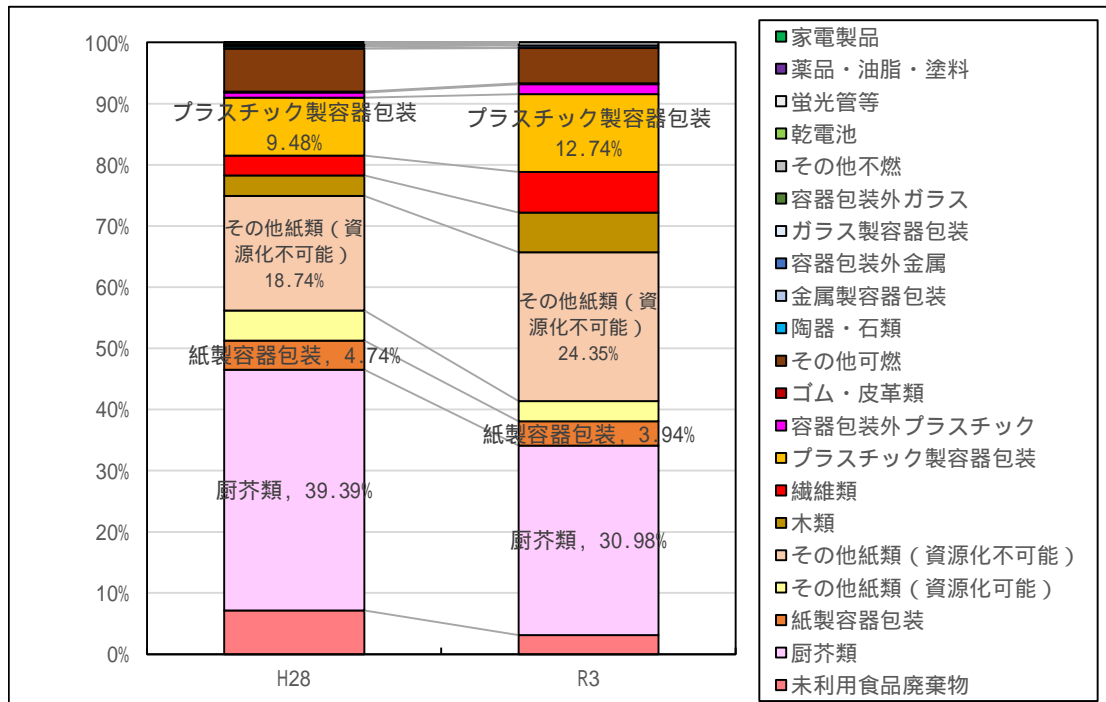 100%
90%
80%
70%
60%
50%
40%
30%
20%
10%
0%
プラスチック製容器包装
9.48%
その他紙類（資
源化不可能）
18.74%
紙製容器包装, 4.74%
厨芥類, 39.39%
プラスチック製容器包装
12.74%
その他紙類（資
源化不可能）
24.35%
紙製容器包装, 3.94%
厨芥類, 30.98%
H28
R3
家電製品
薬品・油脂・塗料
蛍光管等
乾電池
その他不燃
容器包装外ガラス
ガラス製容器包装
容器包装外金属
金属製容器包装
陶器・石類
その他可燃
ゴム・皮革類
容器包装外プラスチック
プラスチック製容器包装
繊維類
木類
その他紙類（資源化不可能）
その他紙類（資源化可能）
紙製容器包装
厨芥類
未利用食品廃棄物